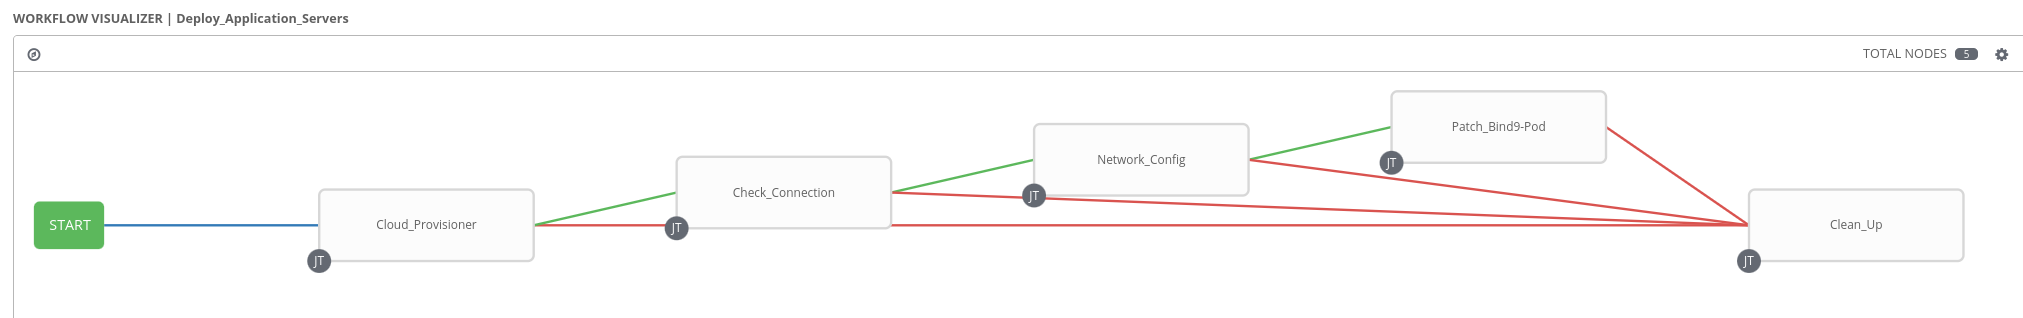 WORKFLOW VISUALIZER | Deploy_Application_Servers
TOTAL NODES 5
Patch_Bind9-Pod
JT
Network_Config
JT
Check_Connection
JT
START
Cloud_Provisioner
JT
Clean_Up
JT